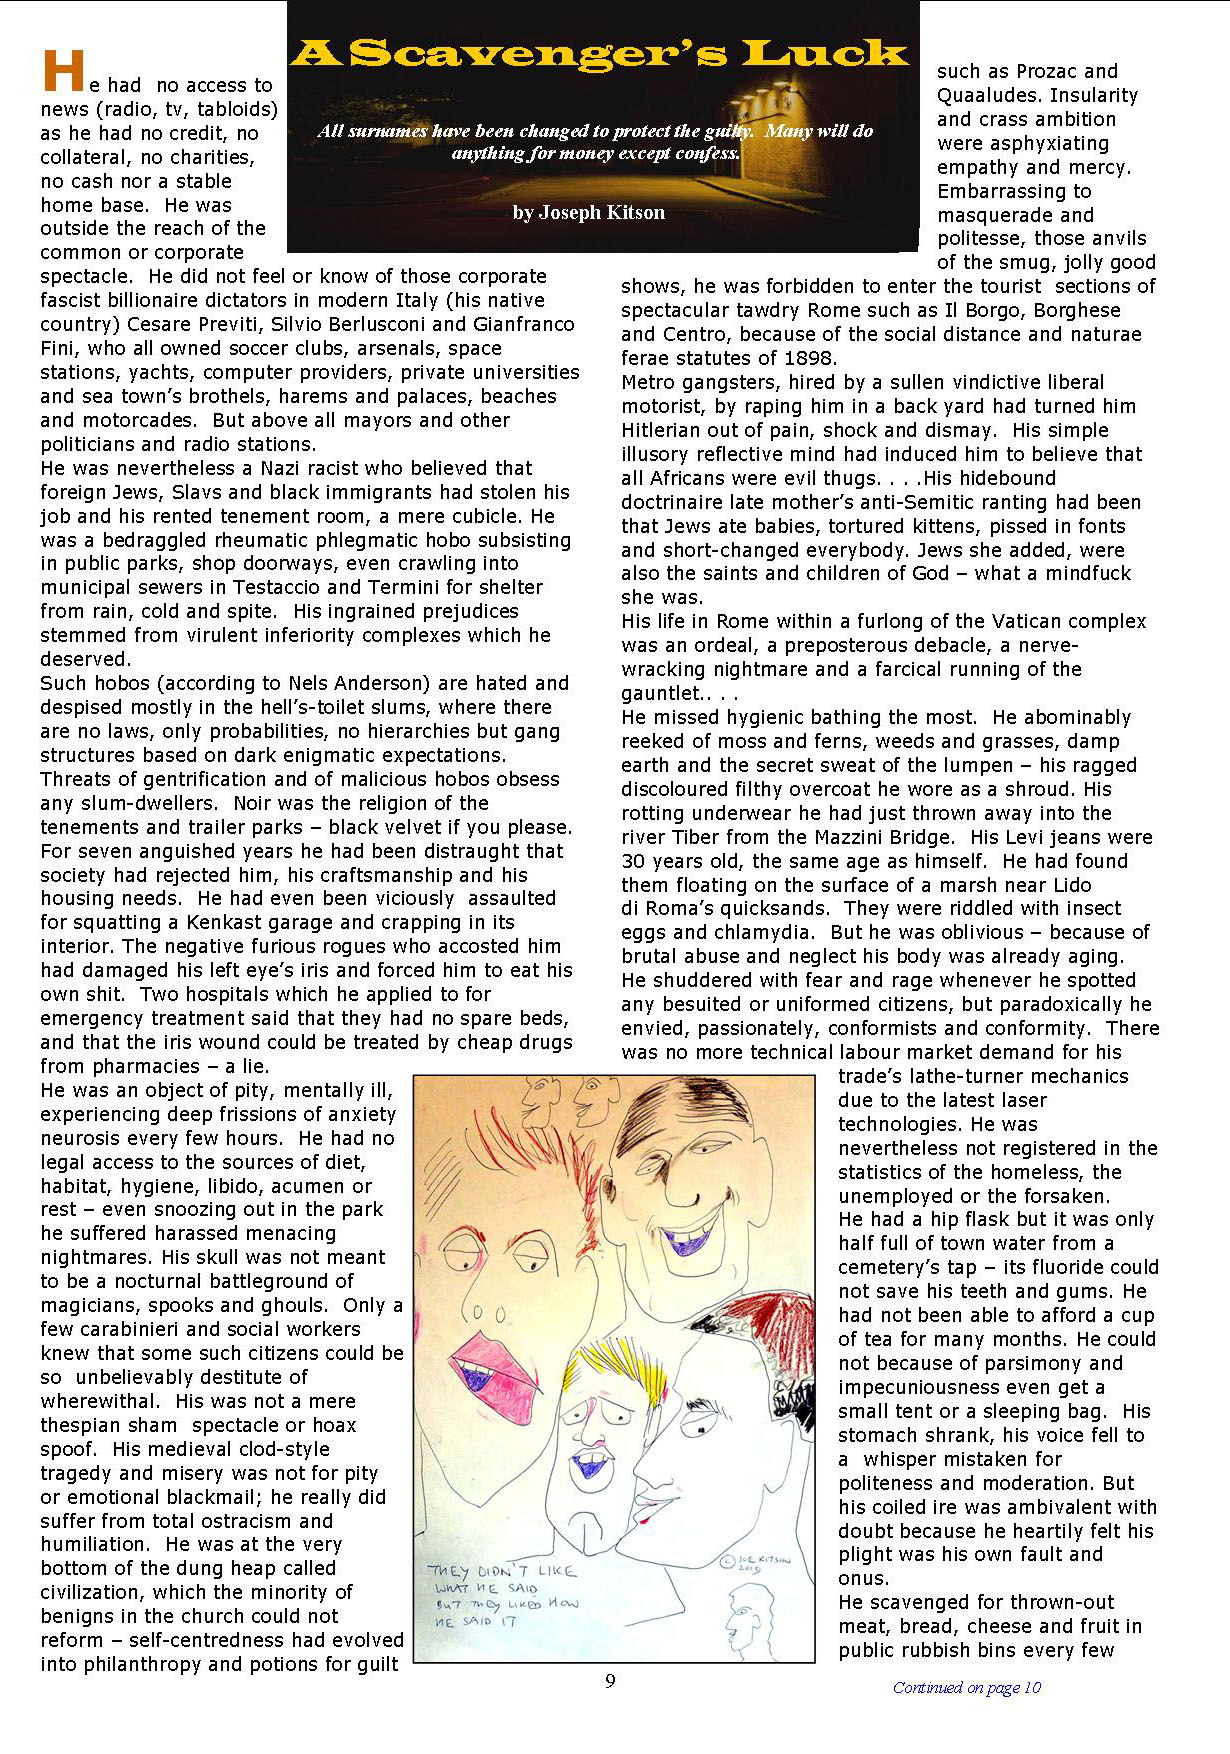 A Scavenger's Luck
All surnames have been changed to protect the guilty.  Many will do
anything for money except confess.
by Joseph Kitson
He had  no access to
news (radio, tv, tabloids)
as he had no credit, no
collateral, no charities,
no cash nor a stable
home base.  He was
outside the reach of the
common or corporate
spectacle.  He did not feel or know of those corporate
fascist billionaire dictators in modern Italy (his native
country) Cesare Previti, Silvio Berlusconi and Gianfranco
Fini, who all owned soccer clubs, arsenals, space
stations, yachts, computer providers, private universities
and sea town's brothels, harems and palaces, beaches
and motorcades.  But above all mayors and other
politicians and radio stations.
He was nevertheless a Nazi racist who believed that
foreign Jews, Slavs and black immigrants had stolen his
job and his rented tenement room, a mere cubicle. He
was a bedraggled rheumatic phlegmatic hobo subsisting
in public parks, shop doorways, even crawling into
municipal sewers in Testaccio and Termini for shelter
from rain, cold and spite.  His ingrained prejudices
stemmed from virulent inferiority complexes which he
deserved.
Such hobos (according to Nels Anderson) are hated and
despised mostly in the hell's-toilet slums, where there
are no laws, only probabilities, no hierarchies but gang
structures based on dark enigmatic expectations.
Threats of gentrification and of malicious hobos obsess
any slum-dwellers.  Noir was the religion of the
tenements and trailer parks – black velvet if you please.
For seven anguished years he had been distraught that
society had rejected him, his craftsmanship and his
housing needs.  He had even been viciously  assaulted
for squatting a Kenkast garage and crapping in its
interior. The negative furious rogues who accosted him
had damaged his left eye's iris and forced him to eat his
own shit.  Two hospitals which he applied to for
emergency treatment said that they had no spare beds,
and that the iris wound could be treated by cheap drugs
from pharmacies – a lie.
He was an object of pity, mentally ill,
experiencing deep frissions of anxiety
neurosis every few hours.  He had no
legal access to the sources of diet,
habitat, hygiene, libido, acumen or
rest – even snoozing out in the park
he suffered harassed menacing
nightmares. His skull was not meant
to be a nocturnal battleground of
magicians, spooks and ghouls.  Only a
few carabinieri and social workers
knew that some such citizens could be
so  unbelievably destitute of
wherewithal.  His was not a mere
thespian sham  spectacle or hoax
spoof.  His medieval clod-style
tragedy and misery was not for pity
or emotional blackmail; he really did
suffer from total ostracism and
humiliation.  He was at the very
bottom of the dung heap called
civilization, which the minority of
benigns in the church could not
reform – self-centredness had evolved
into philanthropy and potions for guilt
such as Prozac and
Quaaludes. Insularity
and crass ambition
were asphyxiating
empathy and mercy.
Embarrassing to
masquerade and
politesse, those anvils
of the smug, jolly good
shows, he was forbidden to enter the tourist  sections of
spectacular tawdry Rome such as Il Borgo, Borghese
and Centro, because of the social distance and naturae
ferae statutes of 1898.
Metro gangsters, hired by a sullen vindictive liberal
motorist, by raping him in a back yard had turned him
Hitlerian out of pain, shock and dismay.  His simple
illusory reflective mind had induced him to believe that
all Africans were evil thugs. . . .His hidebound
doctrinaire late mother's anti-Semitic ranting had been
that Jews ate babies, tortured kittens, pissed in fonts
and short-changed everybody. Jews she added, were
also the saints and children of God – what a mindfuck
she was.
His life in Rome within a furlong of the Vatican complex
was an ordeal, a preposterous debacle, a nerve-
wracking nightmare and a farcical running of the
gauntlet.. . .
He missed hygienic bathing the most.  He abominably
reeked of moss and ferns, weeds and grasses, damp
earth and the secret sweat of the lumpen – his ragged
discoloured filthy overcoat he wore as a shroud. His
rotting underwear he had just thrown away into the
river Tiber from the Mazzini Bridge.  His Levi jeans were
30 years old, the same age as himself.  He had found
them floating on the surface of a marsh near Lido
di Roma's quicksands.  They were riddled with insect
eggs and chlamydia.  But he was oblivious – because of
brutal abuse and neglect his body was already aging.
He shuddered with fear and rage whenever he spotted
any besuited or uniformed citizens, but paradoxically he
envied, passionately, conformists and conformity.  There
was no more technical labour market demand for his
trade's lathe-turner mechanics
due to the latest laser
technologies. He was
nevertheless not registered in the
statistics of the homeless, the
unemployed or the forsaken.
He had a hip flask but it was only
half full of town water from a
cemetery's tap – its fluoride could
not save his teeth and gums. He
had not been able to afford a cup
of tea for many months. He could
not because of parsimony and
impecuniousness even get a
small tent or a sleeping bag.  His
stomach shrank, his voice fell to
a  whisper mistaken for
politeness and moderation. But
his coiled ire was ambivalent with
doubt because he heartily felt his
plight was his own fault and
onus.
He scavenged for thrown-out
meat, bread, cheese and fruit in
public rubbish bins every few
THEY DIDN'T LIKE
WHAT HE SAID
BUT THEY LIKED HOW
HE SAID IT
© JOE KITSON
2019
9
Continued on page 10